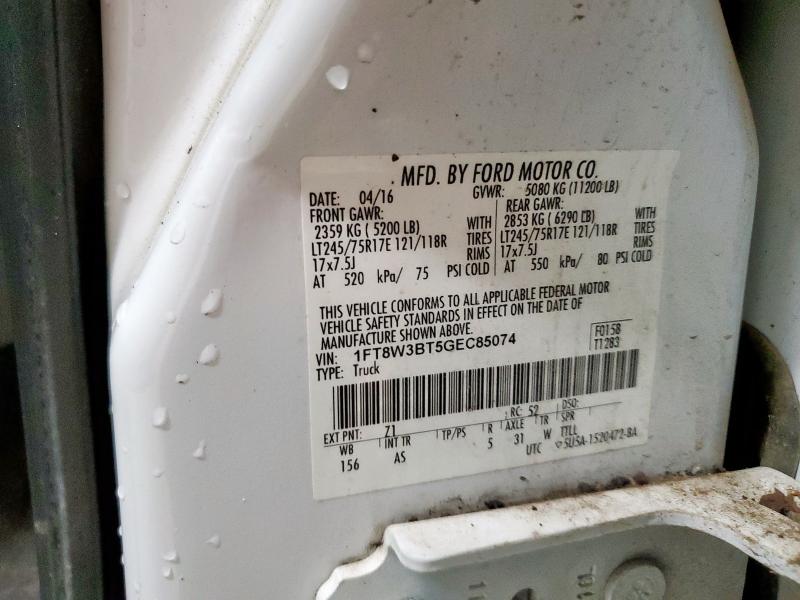 MFD. BY FORD MOTOR CO.
DATE: 04/16 GVWR: 5080 KG (11200 LB)
FRONT GAWR: REAR GAWR:
2359 KG ( 5200 LB) WITH 2853 KG ( 6290 LB) WITH
LT245/75R17E 121/118R TIRES LT245/75R17E 121/118R TIRES
17x7.5J RIMS 17x7.5J RIMS
AT 520 kPa/ 75 PSI COLD AT 550 kPa/ 80 PSI COLD
THIS VEHICLE CONFORMS TO ALL APPLICABLE FEDERAL MOTOR
VEHICLE SAFETY STANDARDS IN EFFECT ON THE DATE OF
MANUFACTURE SHOWN ABOVE.
VIN: 1FT8W3BT5GEC85074 F0158
TYPE: Truck T1283
RC: 52 DSO:
EXT PNT: Z1
WB INT TR TP/PS R AXLE TR SPR
156 AS 5 31 W TTLL
UTC 5U5A-1520472-BA